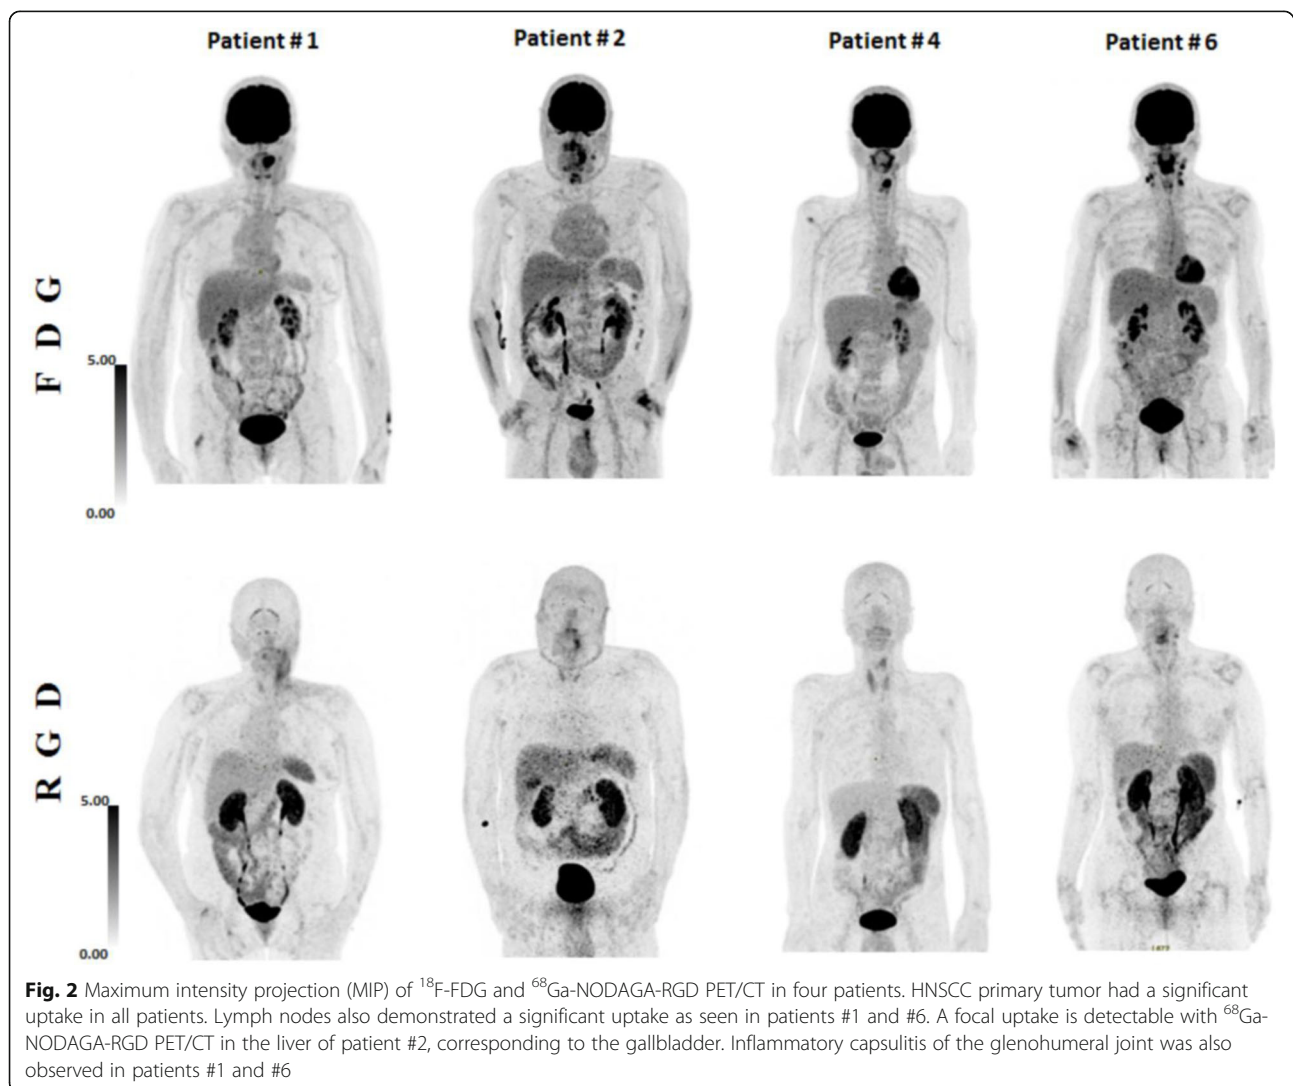 Patient # 1
Patient # 2
Patient # 4
Patient # 6
F D G
5.00
0.00
R G D
5.00
0.00
Fig. 2 Maximum intensity projection (MIP) of 18F-FDG and 68Ga-NODAGA-RGD PET/CT in four patients. HNSCC primary tumor had a significant
uptake in all patients. Lymph nodes also demonstrated a significant uptake as seen in patients #1 and #6. A focal uptake is detectable with 68Ga-
NODAGA-RGD PET/CT in the liver of patient #2, corresponding to the gallbladder. Inflammatory capsulitis of the glenohumeral joint was also
observed in patients #1 and #6